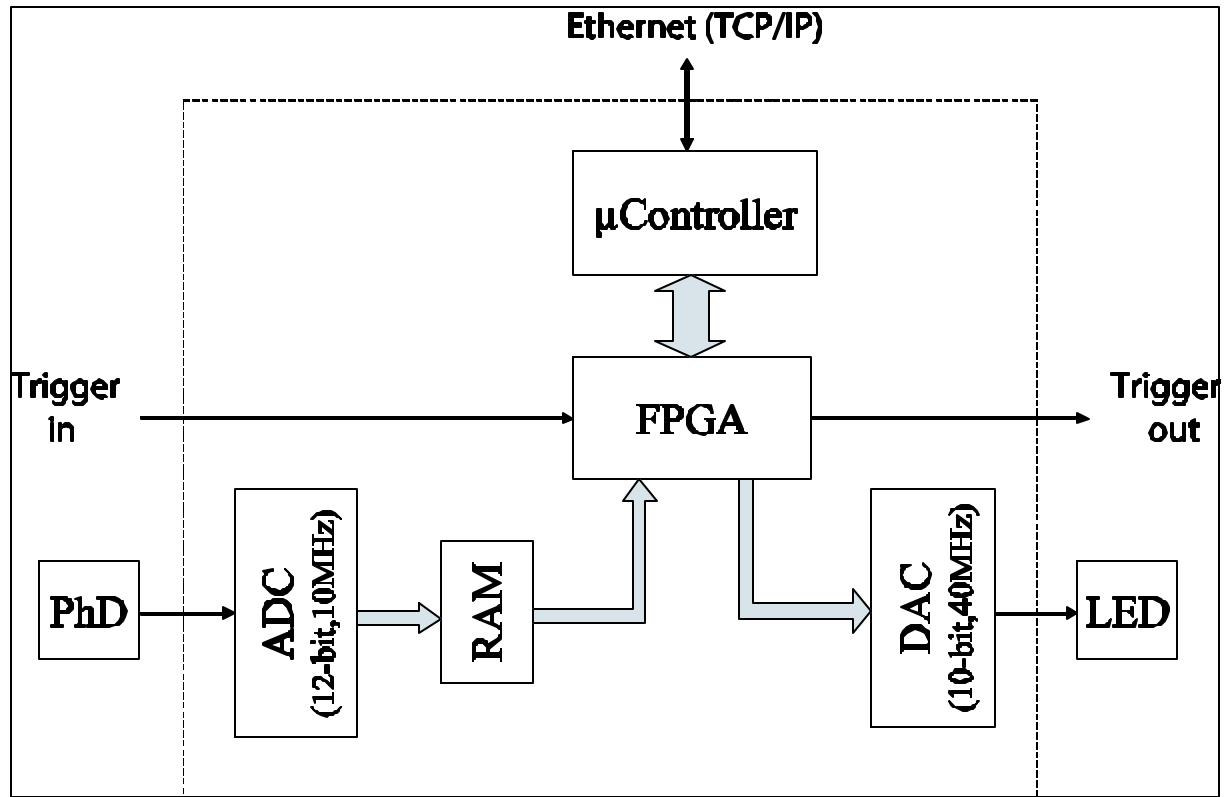 Ethernet (TCP/IP)
µController
Trigger
in
FPGA
Trigger
out
PhD
ADC
(12-bit,10MHz)
RAM
DAC
(10-bit,40MHz)
LED